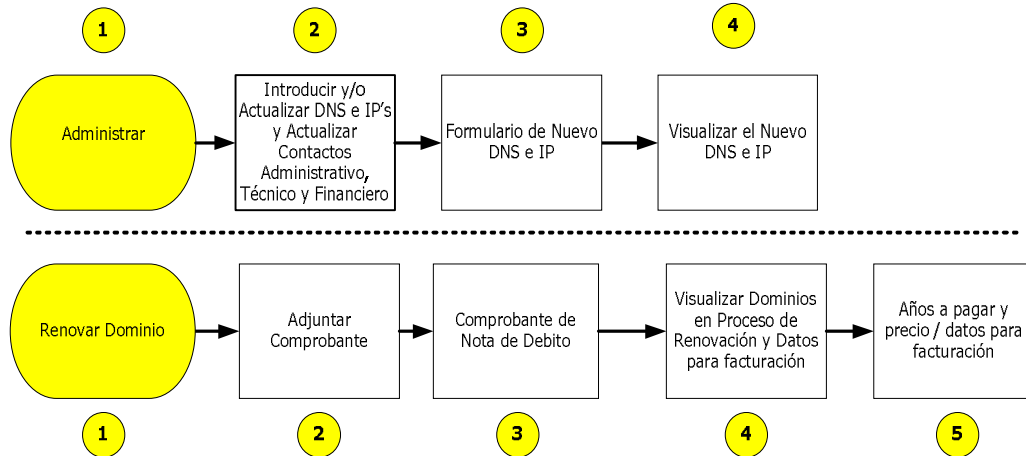 1
2
3
4
Administrar
Introducir y/o
Actualizar DNS e IP's
y Actualizar
Contactos
Administrativo,
Técnico y Financiero
Formulario de Nuevo
DNS e IP
Visualizar el Nuevo
DNS e IP
Renovar Dominio
Adjuntar
Comprobante
Comprobante de
Nota de Debito
Visualizar Dominios
en Proceso de
Renovación y Datos
para facturación
Años a pagar y
precio / datos para
facturación
1
2
3
4
5